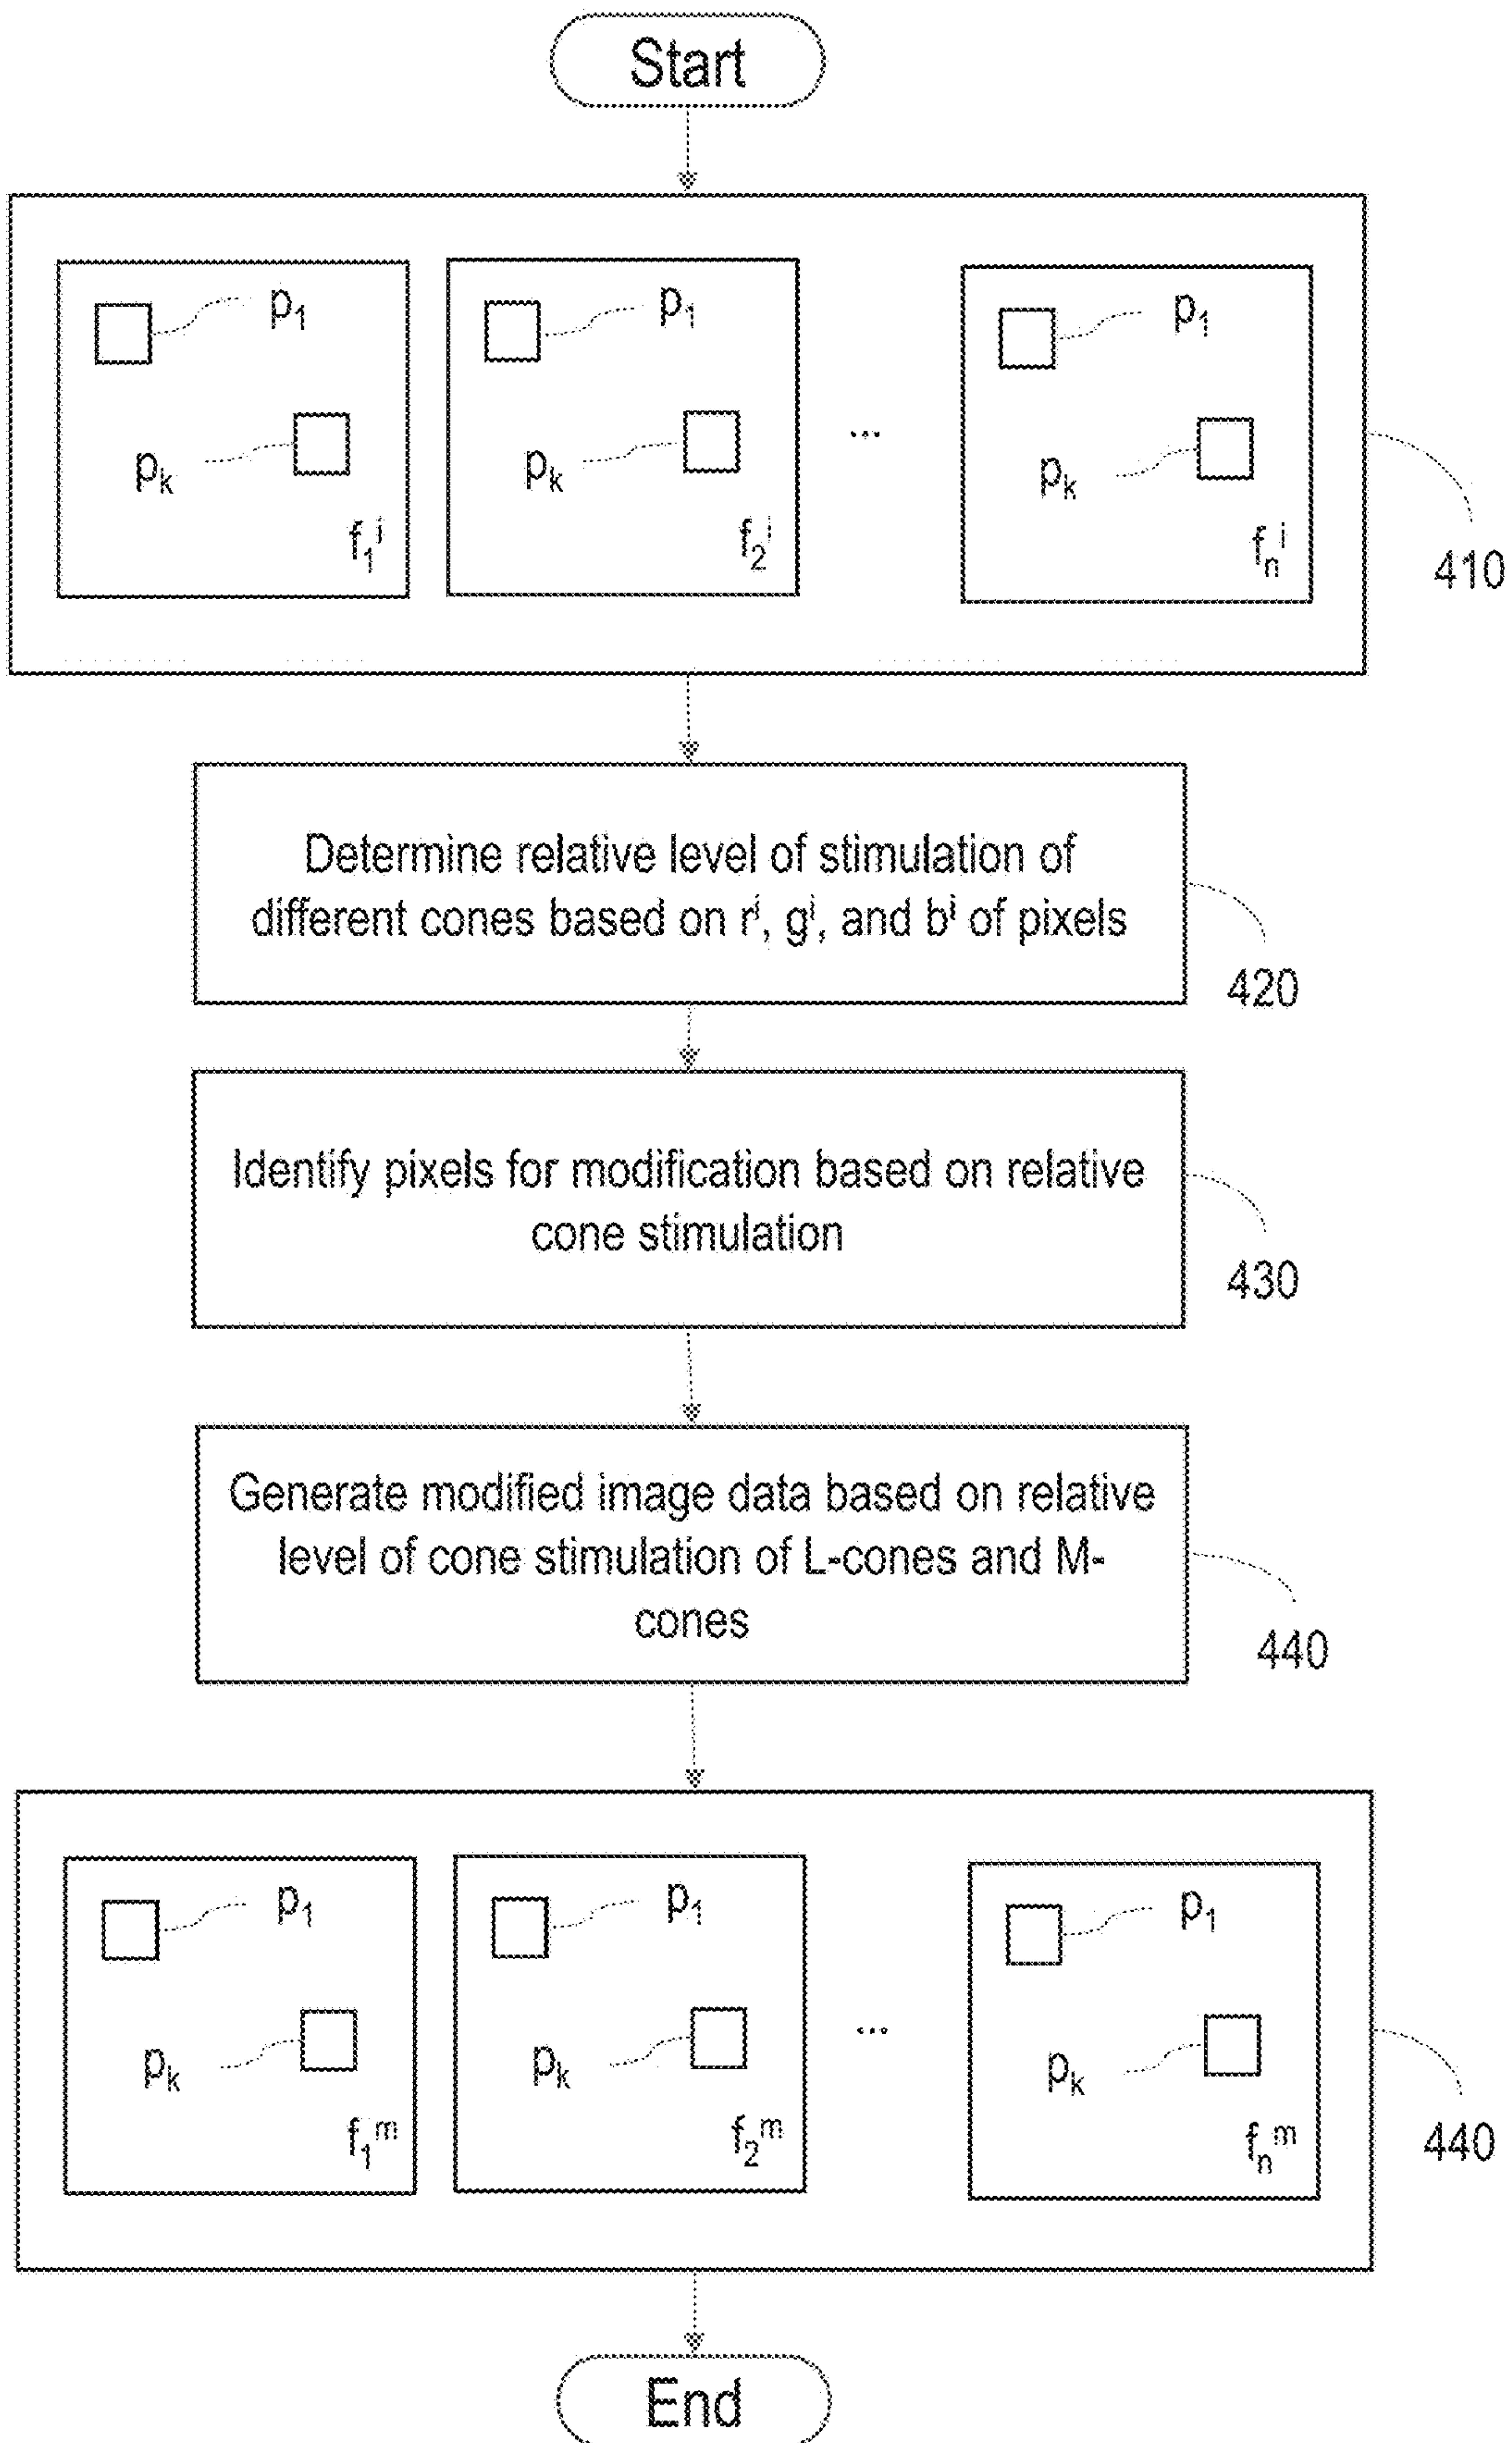 Start
p₁
p₁
p₁
pₖ
pₖ
...
pₖ
f₁ⁱ
f₂ⁱ
fₙⁱ
410
Determine relative level of stimulation of
different cones based on rⁱ, gⁱ, and bⁱ of pixels
420
Identify pixels for modification based on relative
cone stimulation
430
Generate modified image data based on relative
level of cone stimulation of L-cones and M-
cones
440
p₁
p₁
p₁
pₖ
pₖ
...
pₖ
f₁ᵐ
f₂ᵐ
fₙᵐ
440
End